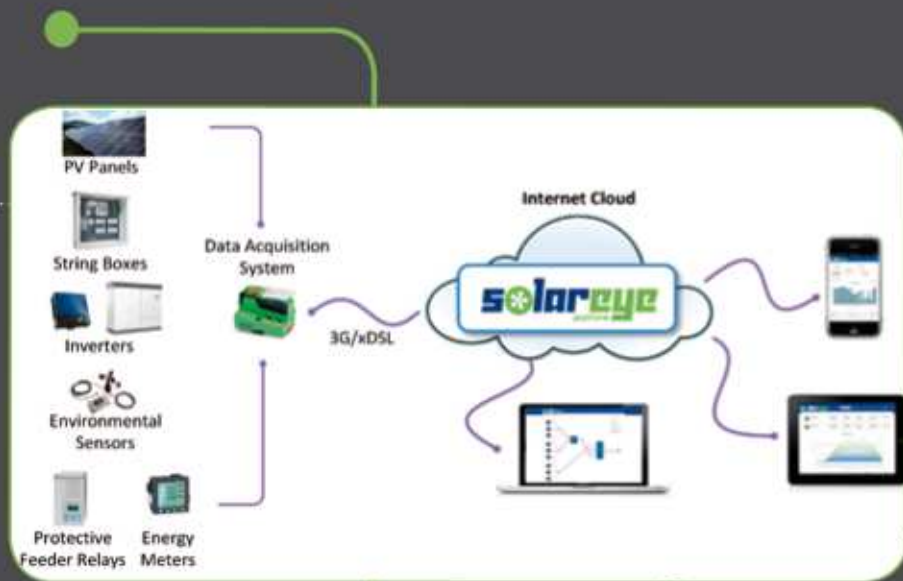 PV Panels
String Boxes
Inverters
Environmental
Sensors
Protective
Feeder Relays
Energy
Meters
Data Acquisition
System
3G/xDSL
Internet Cloud
solareye